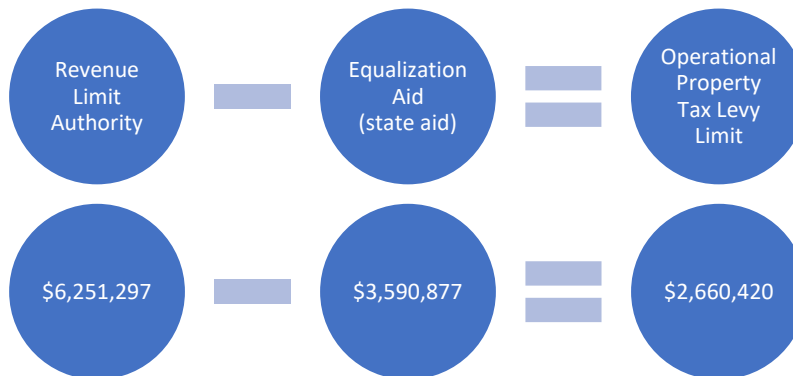 Revenue
Limit
Authority
Equalization
Aid
(state aid)
Operational
Property
Tax Levy
Limit
$6,251,297
$3,590,877
$2,660,420